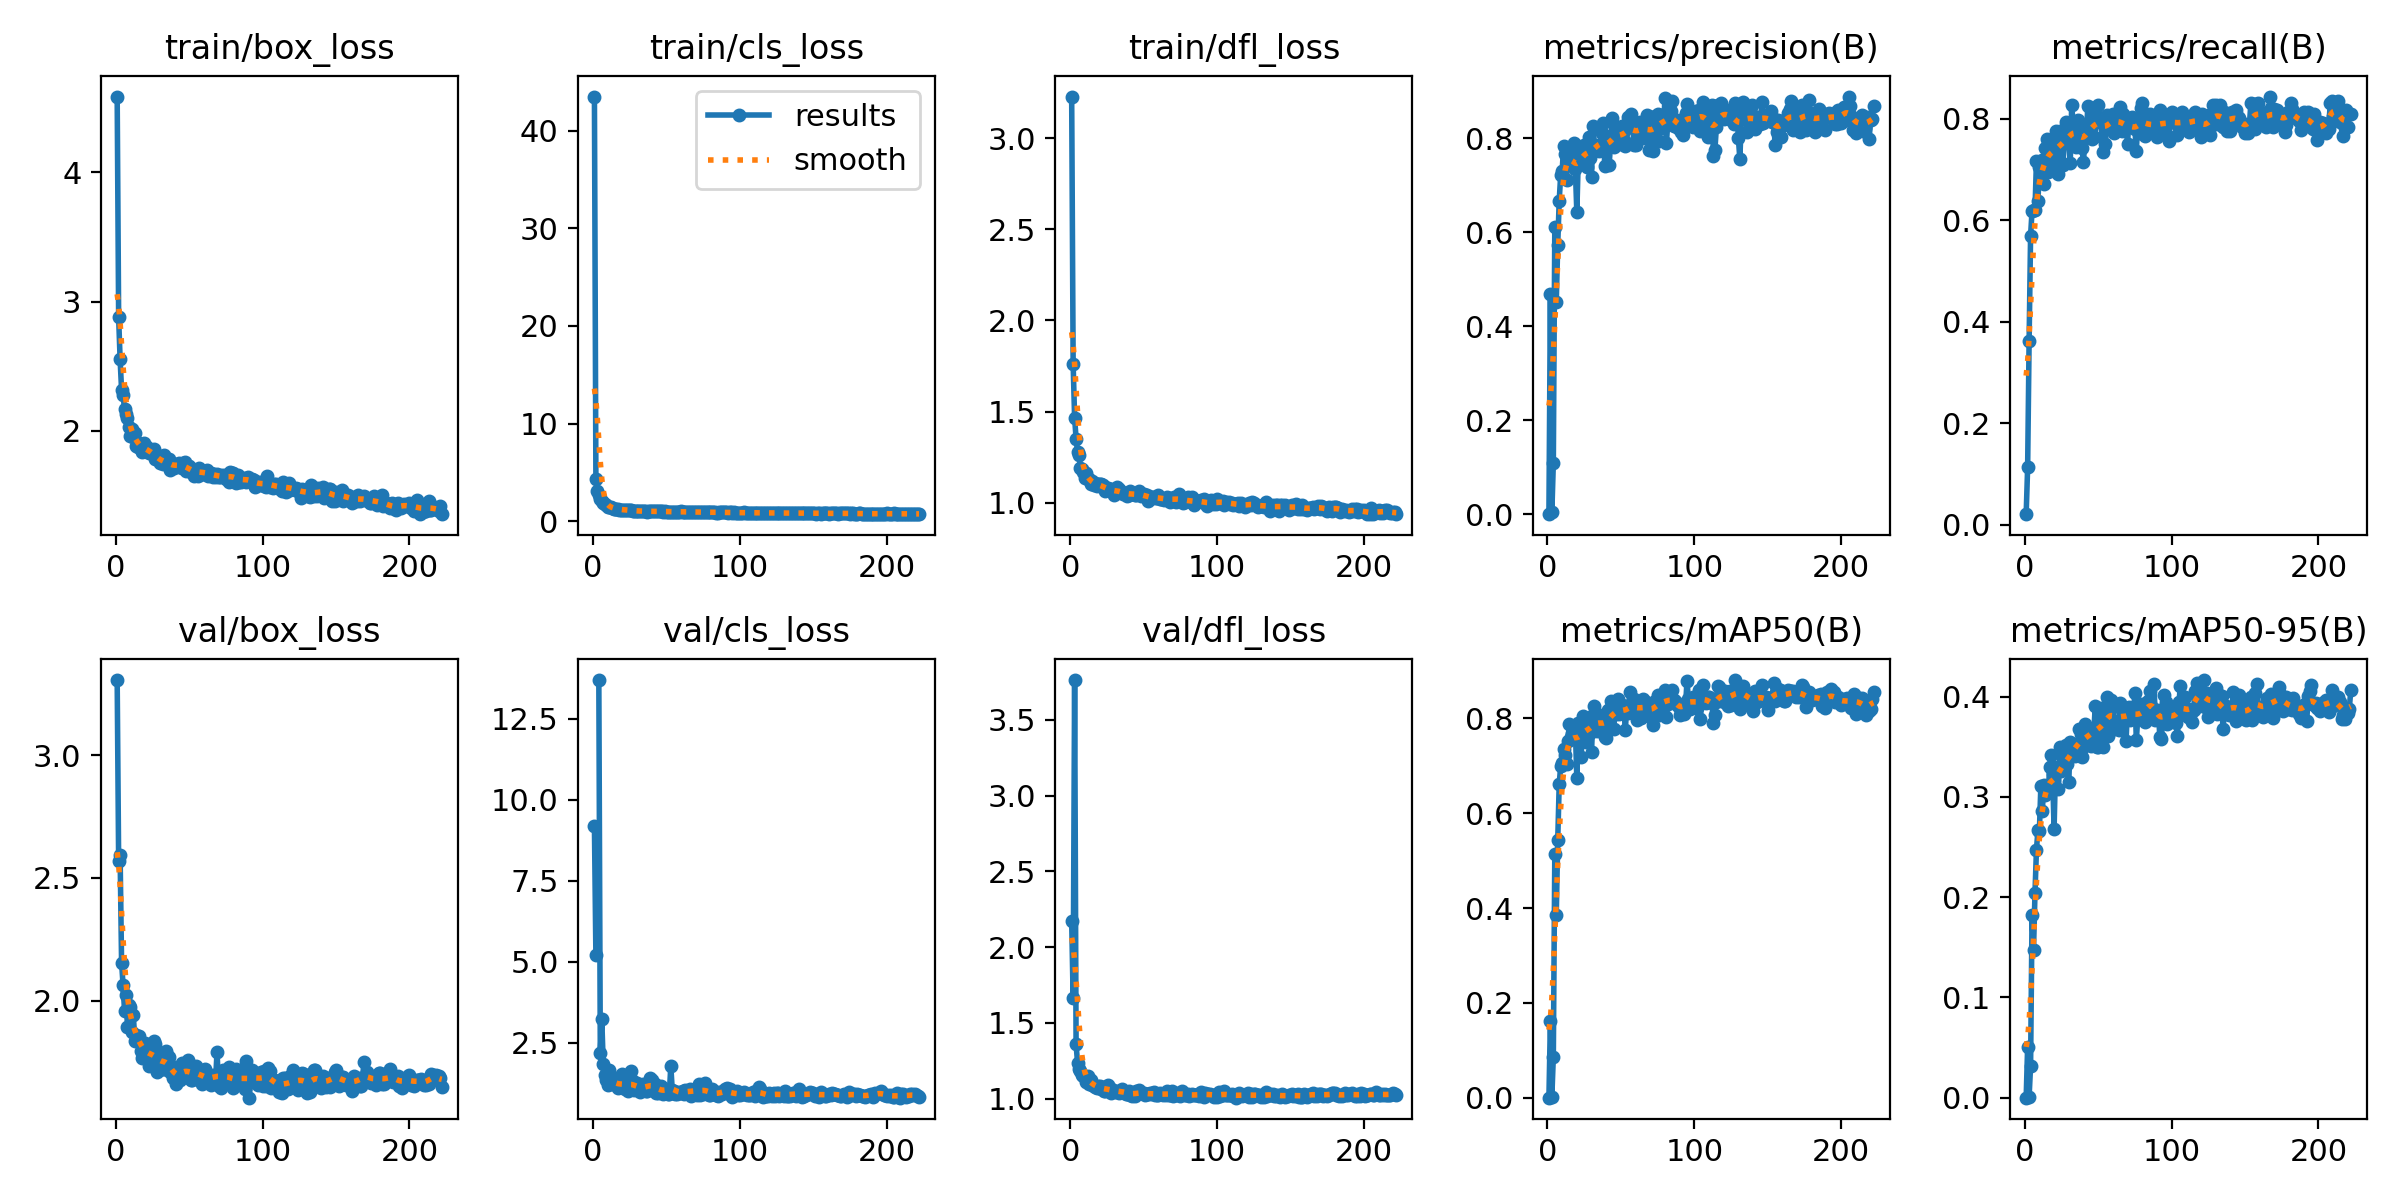 train/box_loss
4
3
2
0 100 200
train/cls_loss
results
smooth
40
30
20
10
0
0 100 200
train/dfl_loss
3.0
2.5
2.0
1.5
1.0
0 100 200
metrics/precision(B)
0.8
0.6
0.4
0.2
0.0
0 100 200
metrics/recall(B)
0.8
0.6
0.4
0.2
0.0
0 100 200
val/box_loss
3.0
2.5
2.0
0 100 200
val/cls_loss
12.5
10.0
7.5
5.0
2.5
0 100 200
val/dfl_loss
3.5
3.0
2.5
2.0
1.5
1.0
0 100 200
metrics/mAP50(B)
0.8
0.6
0.4
0.2
0.0
0 100 200
metrics/mAP50-95(B)
0.4
0.3
0.2
0.1
0.0
0 100 200